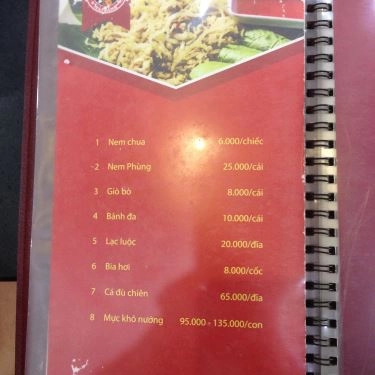 1 Nem chua 6.000/chiếc
-2 Nem Phùng 25.000/cái
3 Giò bò 8.000/cái
4 Bánh đa 10.000/cái
5 Lạc luộc 20.000/đĩa
6 Bia hơi 8.000/cốc
7 Cá dù chiên 65.000/đĩa
8 Mực khô nướng 95.000 - 135.000/con